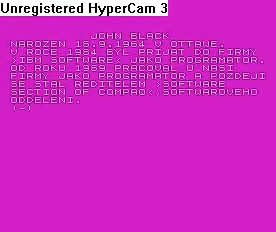 Unregistered HyperCam 3
JOHN BLACK
NAROZEN 18.9.1964 V OTTAWE.
V ROCE 1984 BYL PRIJAT DO FIRMY
>IBM SOFTWARE< JAKO PROGRAMATOR.
OD ROKU 1989 PRACOVAL U NASI
FIRMY JAKO PROGRAMATOR A POZDEJI
SE STAL REDITELEM >SOFTWARE
SECTION OF COMPAQ<,SOFTWAROVEHO
ODDELENI.
(-)